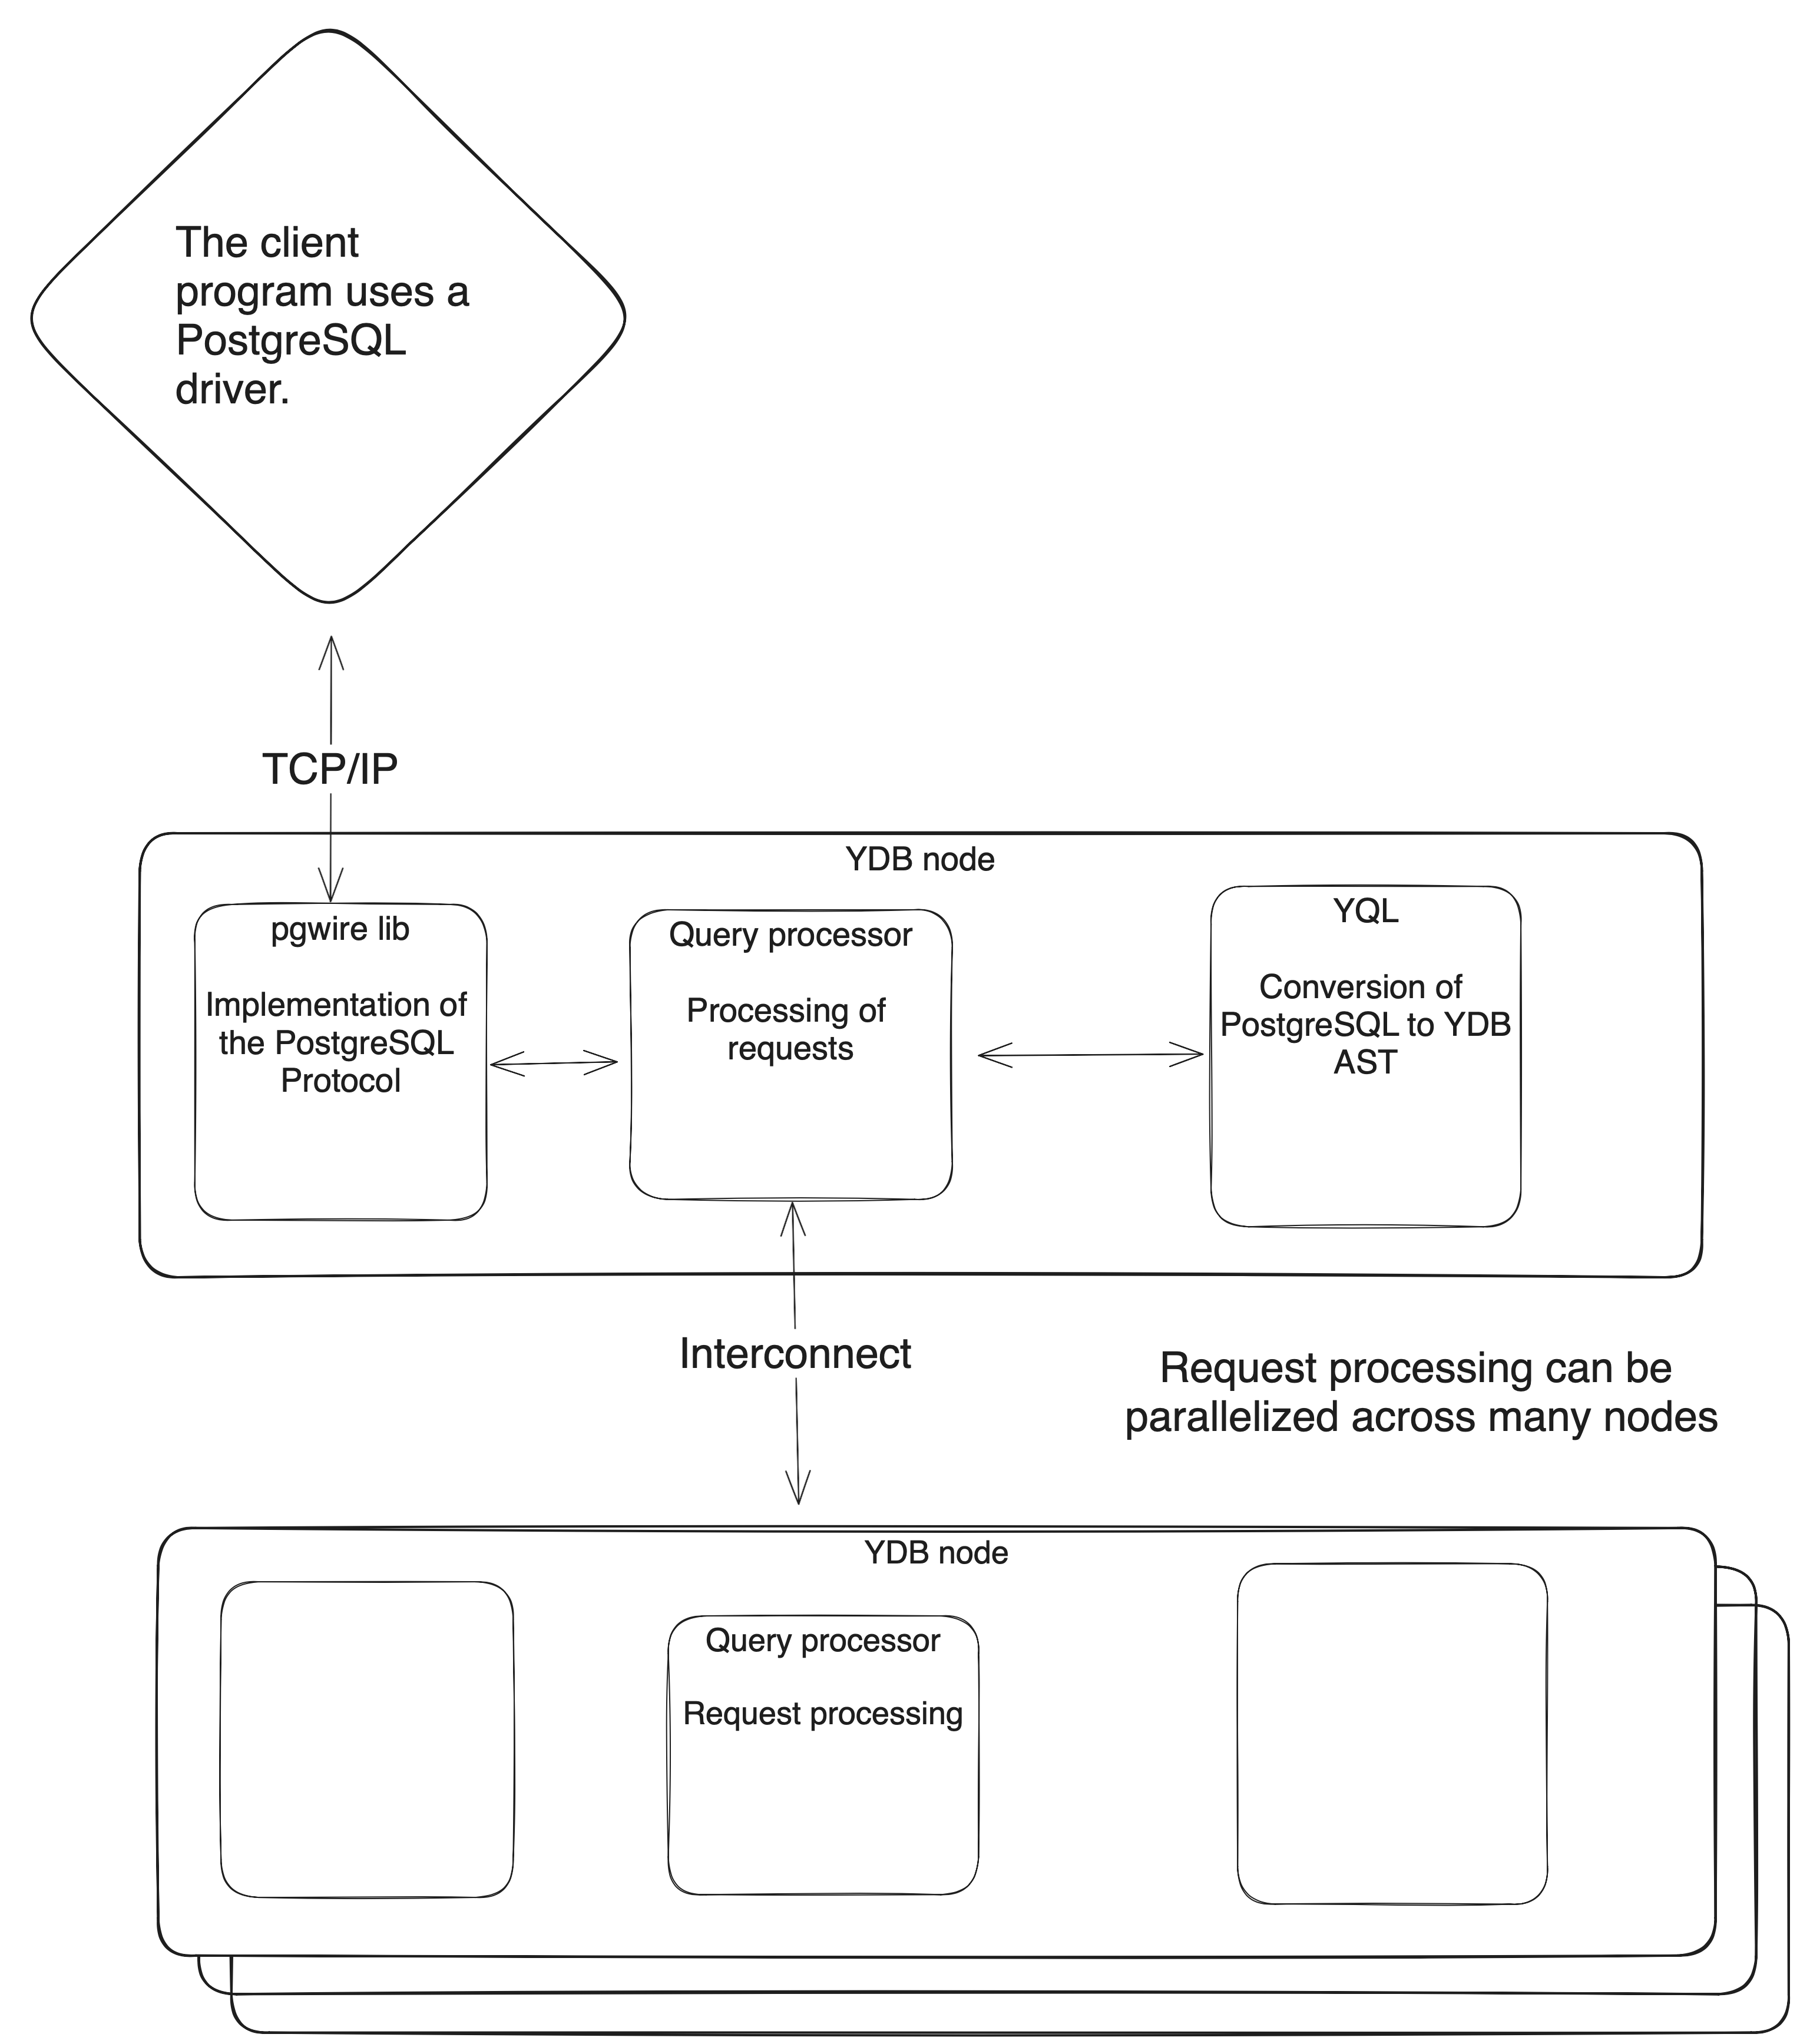 The client
program uses a
PostgreSQL
driver.
TCP/IP
YDB node
pgwire lib
Implementation of
the PostgreSQL
Protocol
Query processor
Processing of
requests
YQL
Conversion of
PostgreSQL to YDB
AST
Interconnect
Request processing can be
parallelized across many nodes
YDB node
Query processor
Request processing